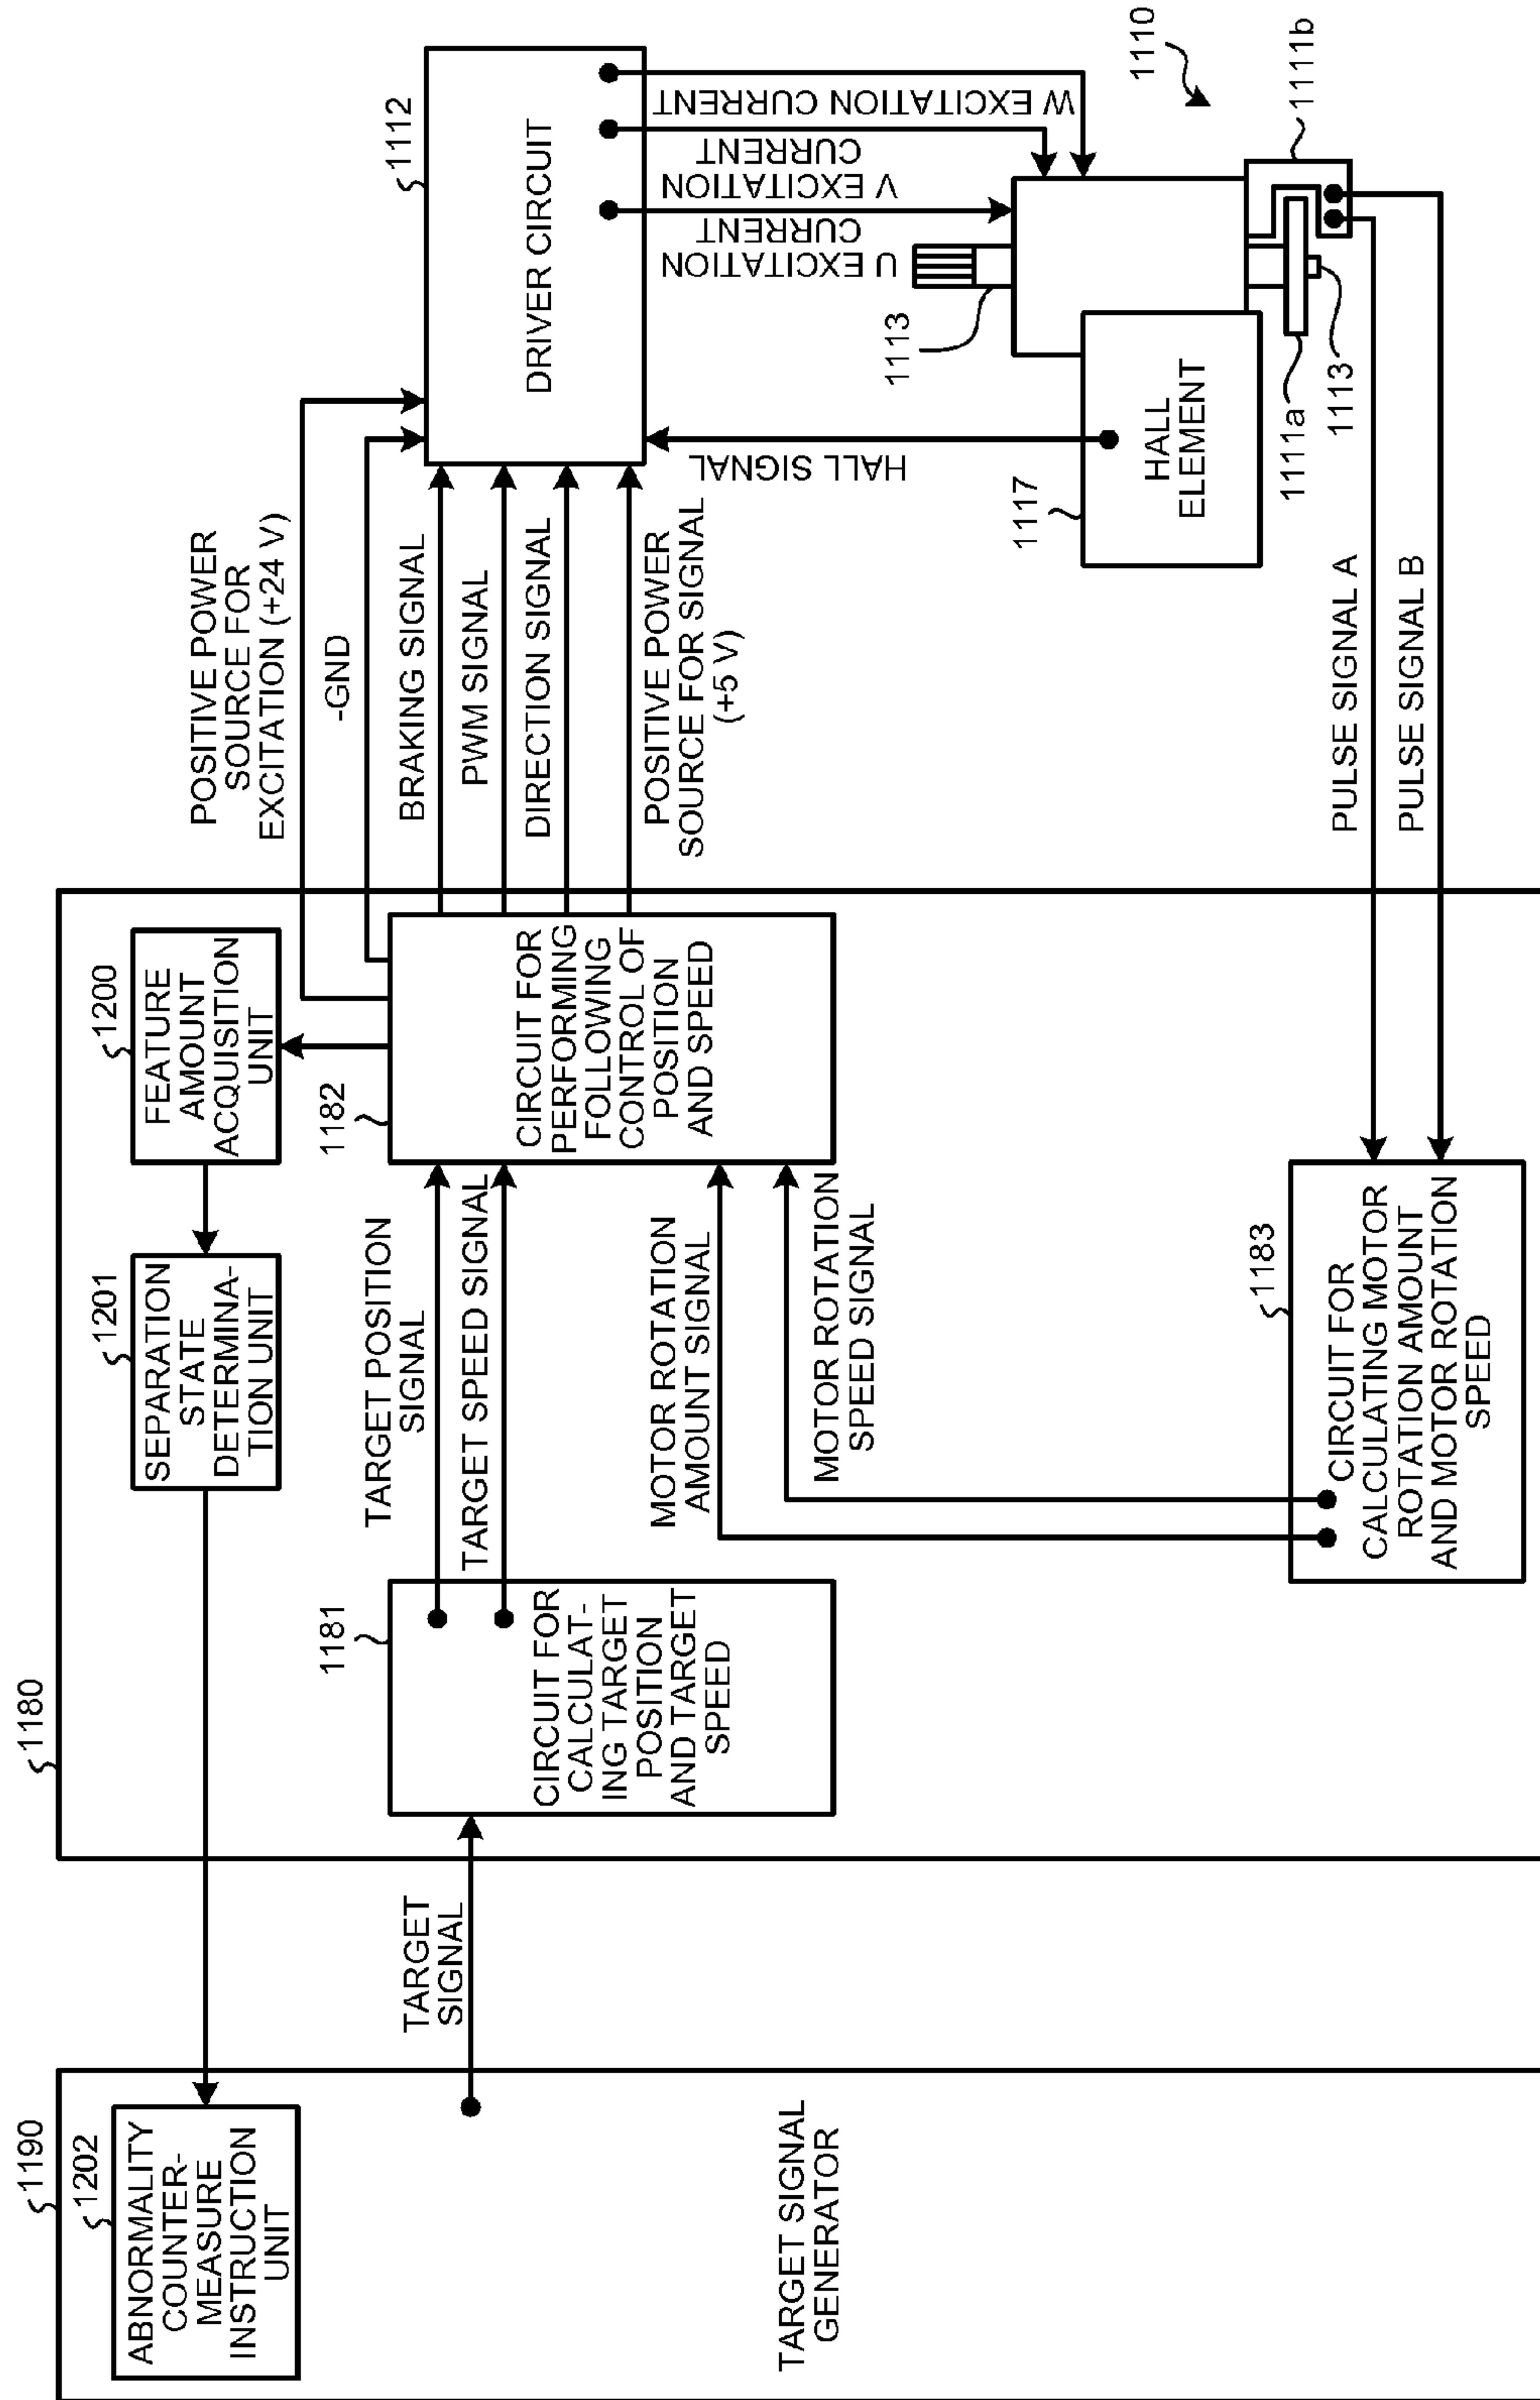 1190
1202
ABNORMALITY
COUNTER-
MEASURE
INSTRUCTION
UNIT
TARGET SIGNAL
GENERATOR
TARGET
SIGNAL
1180
1201
SEPARATION
STATE
DETERMINA-
TION UNIT
1200
FEATURE
AMOUNT
ACQUISITION
UNIT
1181
CIRCUIT FOR
CALCULAT-
ING TARGET
POSITION
AND TARGET
SPEED
TARGET POSITION
SIGNAL
TARGET SPEED SIGNAL
MOTOR ROTATION
AMOUNT SIGNAL
MOTOR ROTATION
SPEED SIGNAL
1182
CIRCUIT FOR
PERFORMING
FOLLOWING
CONTROL OF
POSITION
AND SPEED
1183
CIRCUIT FOR
CALCULATING MOTOR
ROTATION AMOUNT
AND MOTOR ROTATION
SPEED
POSITIVE POWER
SOURCE FOR
EXCITATION (+24 V)
-GND
BRAKING SIGNAL
PWM SIGNAL
DIRECTION SIGNAL
POSITIVE POWER
SOURCE FOR SIGNAL
(+5 V)
1112
DRIVER CIRCUIT
HALL SIGNAL
U EXCITATION
CURRENT
V EXCITATION
CURRENT
W EXCITATION CURRENT
1110
1113
1117
HALL
ELEMENT
1111a
1113
1111b
PULSE SIGNAL A
PULSE SIGNAL B